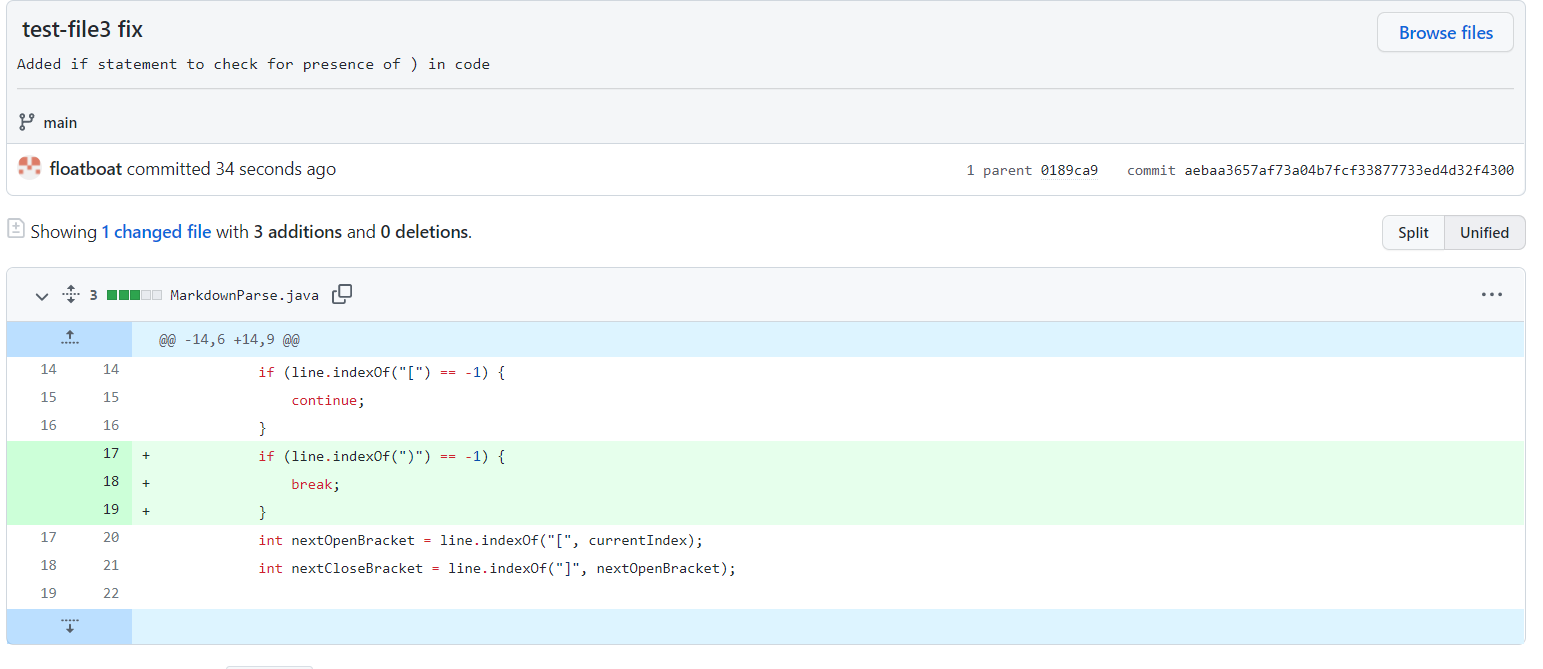 test-file3 fix
Browse files
Added if statement to check for presence of ) in code
main
floatboat committed 34 seconds ago
1 parent 0189ca9 commit aebaa3657af73a04b7fcf33877733ed4d32f4300
Showing 1 changed file with 3 additions and 0 deletions.
Split Unified
3 MarkdownParse.java
@@ -14,6 +14,9 @@
14 14 if (line.indexOf("[") == -1) {
15 15 continue;
16 16 }
17 + if (line.indexOf(")") == -1) {
18 + break;
19 + }
17 20 int nextOpenBracket = line.indexOf("[", currentIndex);
18 21 int nextCloseBracket = line.indexOf("]", nextOpenBracket);
19 22